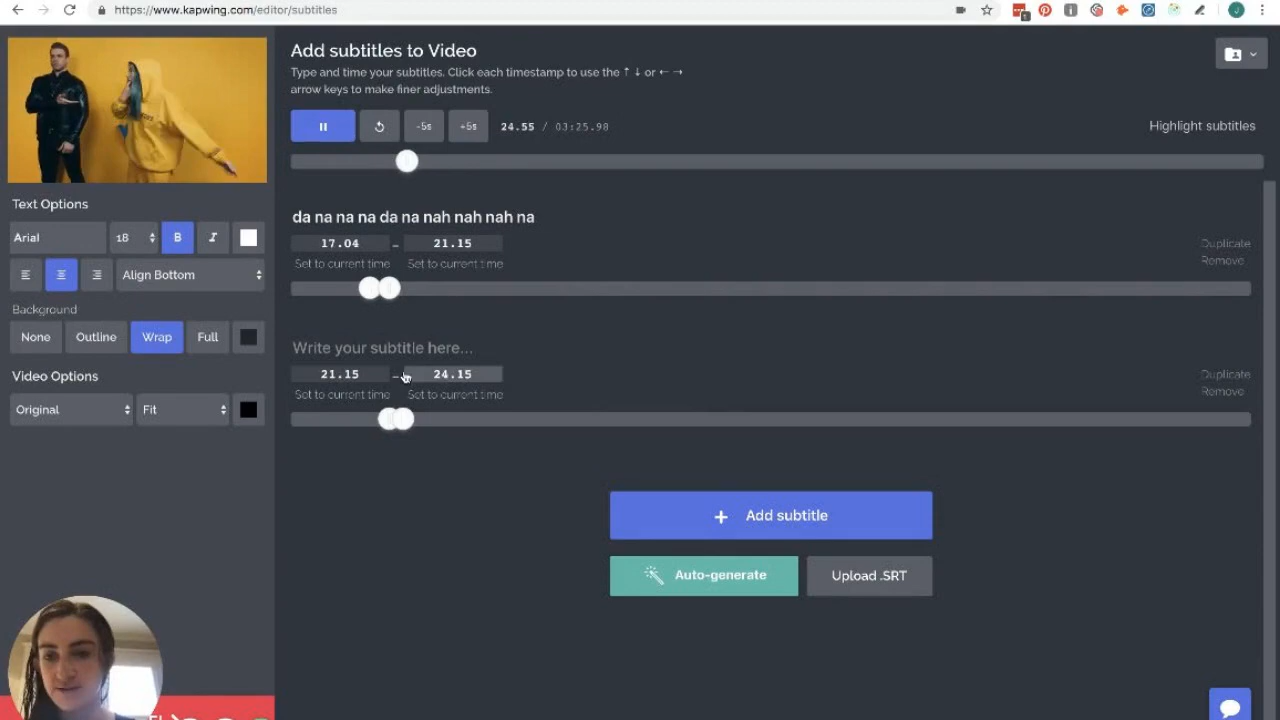 https://www.kapwing.com/editor/subtitles
1
J
Add subtitles to Video
Type and time your subtitles. Click each timestamp to use the ↑ ↓ or ← →
arrow keys to make finer adjustments.
-5s
+5s
24.55 / 03:25.98
Highlight subtitles
Text Options
Arial
18
B
I
Align Bottom
Background
None
Outline
Wrap
Full
Video Options
Original
Fit
da na na na da na nah nah nah na
17.04 – 21.15
Set to current time
Set to current time
Duplicate
Remove
Write your subtitle here...
21.15 – 24.15
Set to current time
Set to current time
Duplicate
Remove
+ Add subtitle
Auto-generate
Upload .SRT